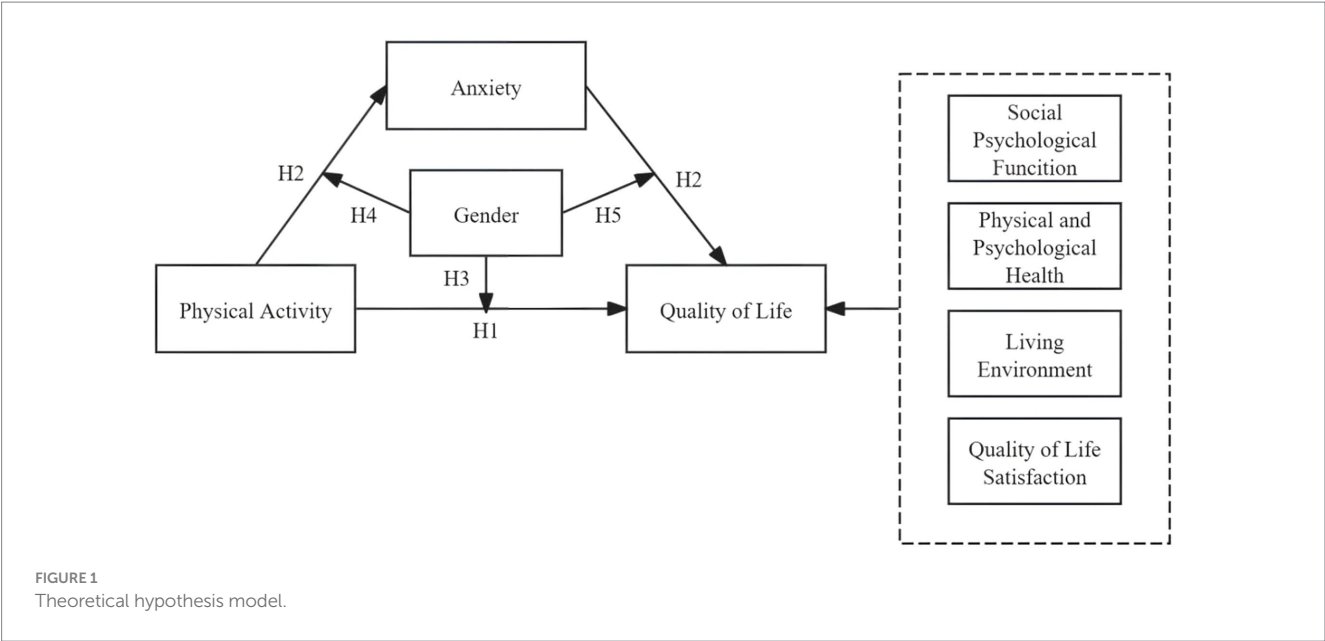 Anxiety
H2
H4
Gender
H5
H2
H3
Physical Activity
H1
Quality of Life
Social
Psychological
Funcition
Physical and
Psychological
Health
Living
Environment
Quality of Life
Satisfaction
FIGURE 1
Theoretical hypothesis model.